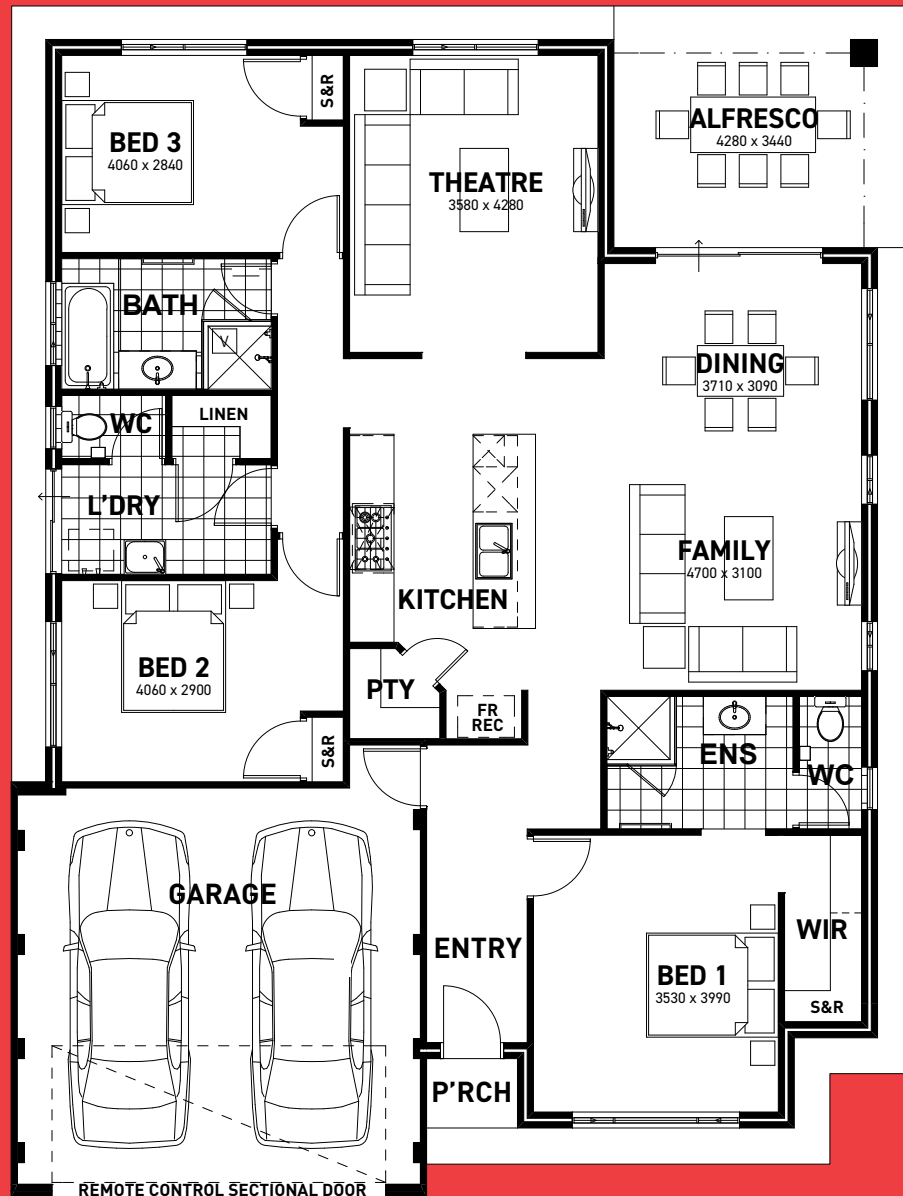 S&R
BED 3
4060 x 2840
THEATRE
3580 x 4280
ALFRESCO
4280 x 3440
BATH
V
DINING
3710 x 3090
WC
LINEN
L'DRY
FAMILY
4700 x 3100
KITCHEN
BED 2
4060 x 2900
PTY
FR
REC
S&R
ENS
WC
GARAGE
ENTRY
WIR
BED 1
3530 x 3990
S&R
P'RCH
REMOTE CONTROL SECTIONAL DOOR